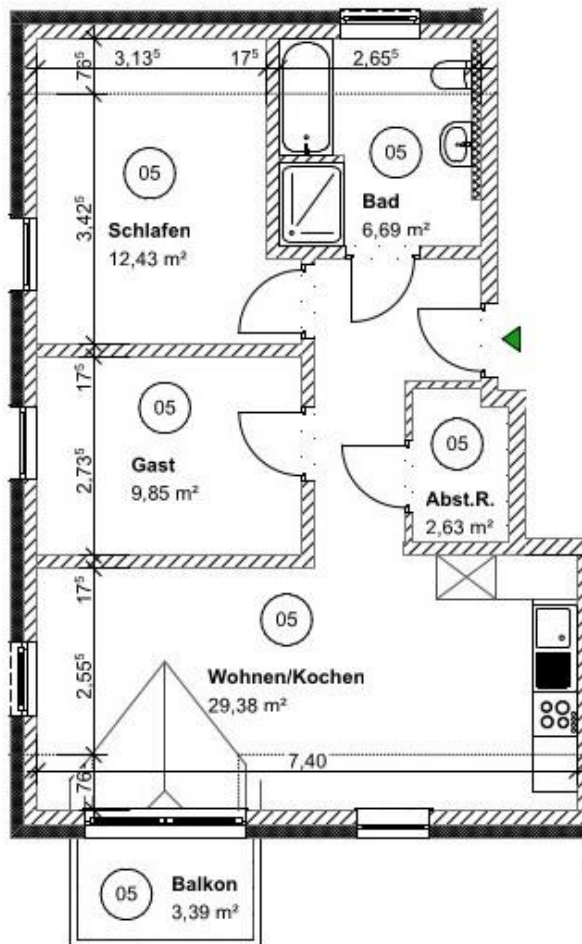 3,13⁵ 17⁵ 2,65⁵
76⁵
05
05
Schlafen
12,43 m²
Bad
6,69 m²
3,42⁵
17⁵
05
05
Gast
9,85 m²
2,73⁵
Abst.R.
2,63 m²
17⁵
05
Wohnen/Kochen
29,38 m²
2,55⁵
7,40
76⁵
05
Balkon
3,39 m²